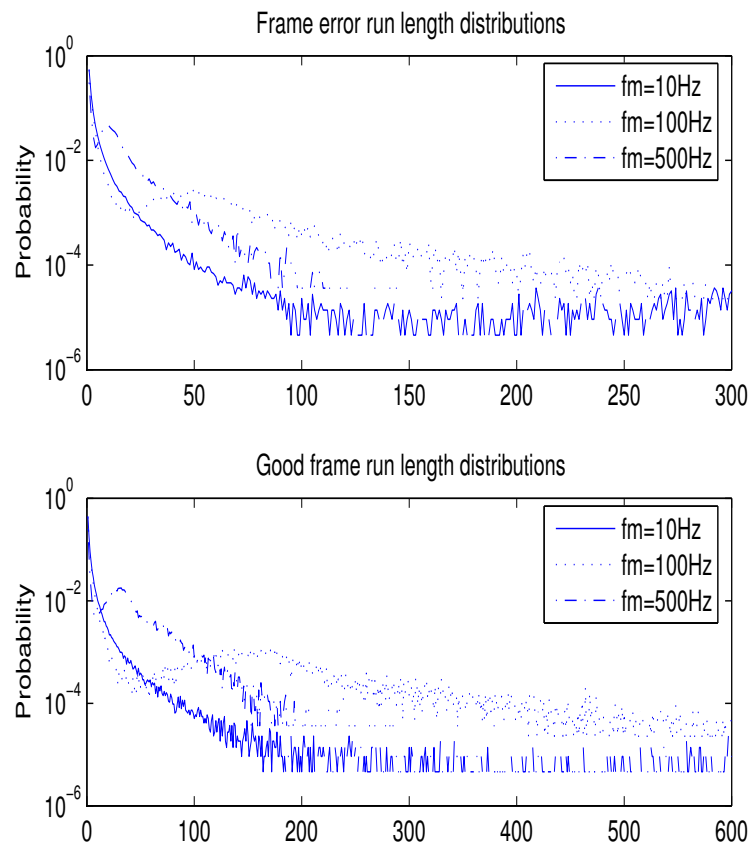 Frame error run length distributions
10^0
10^-2
10^-4
10^-6
Probability
fm=10Hz
fm=100Hz
fm=500Hz
0 50 100 150 200 250 300
Good frame run length distributions
10^0
10^-2
10^-4
10^-6
Probability
fm=10Hz
fm=100Hz
fm=500Hz
0 100 200 300 400 500 600